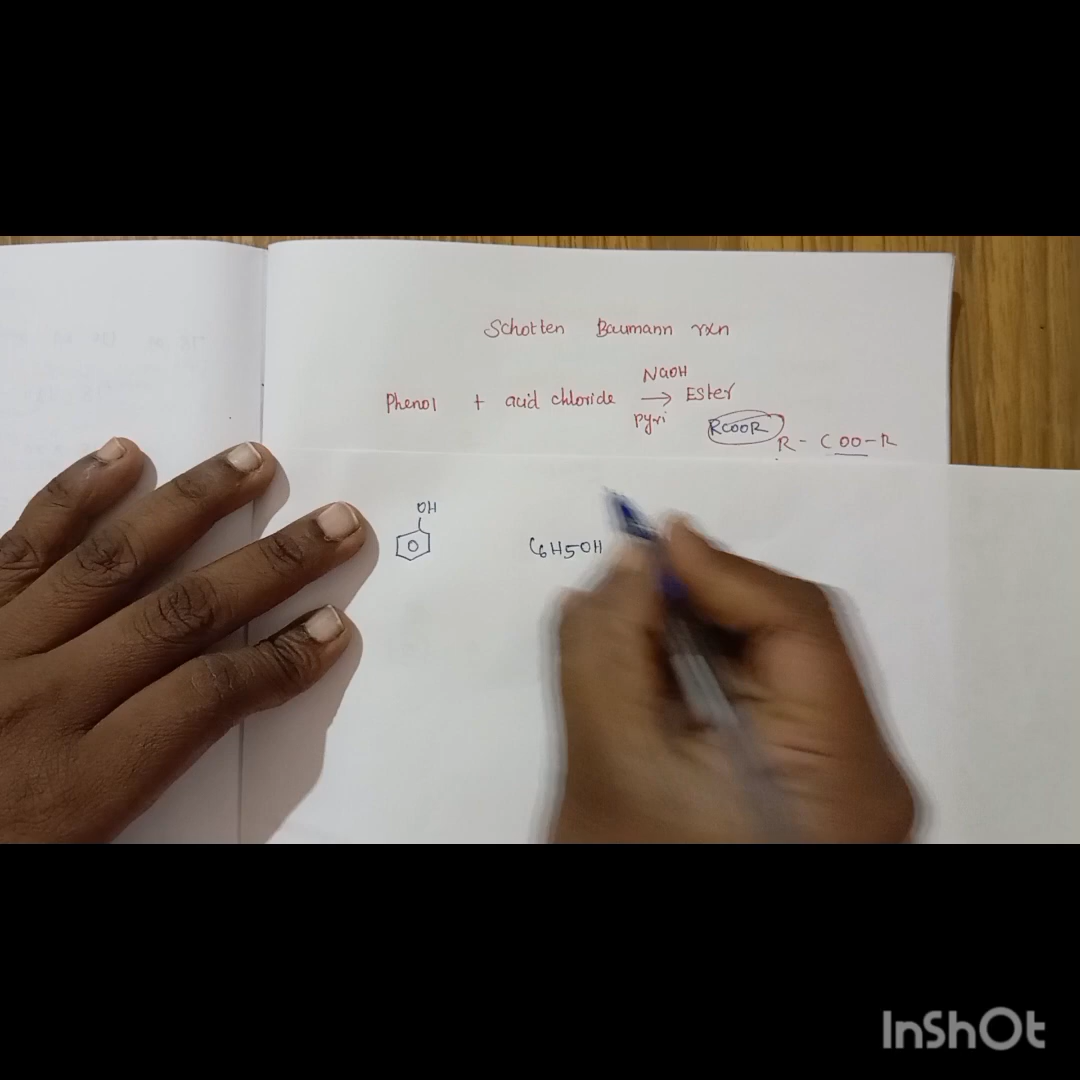 Schotten Baumann rxn
NaOH
Phenol + acid chloride → Ester
pyri
RCOOR
R - COO-R
OH
C6H5OH
InShOt